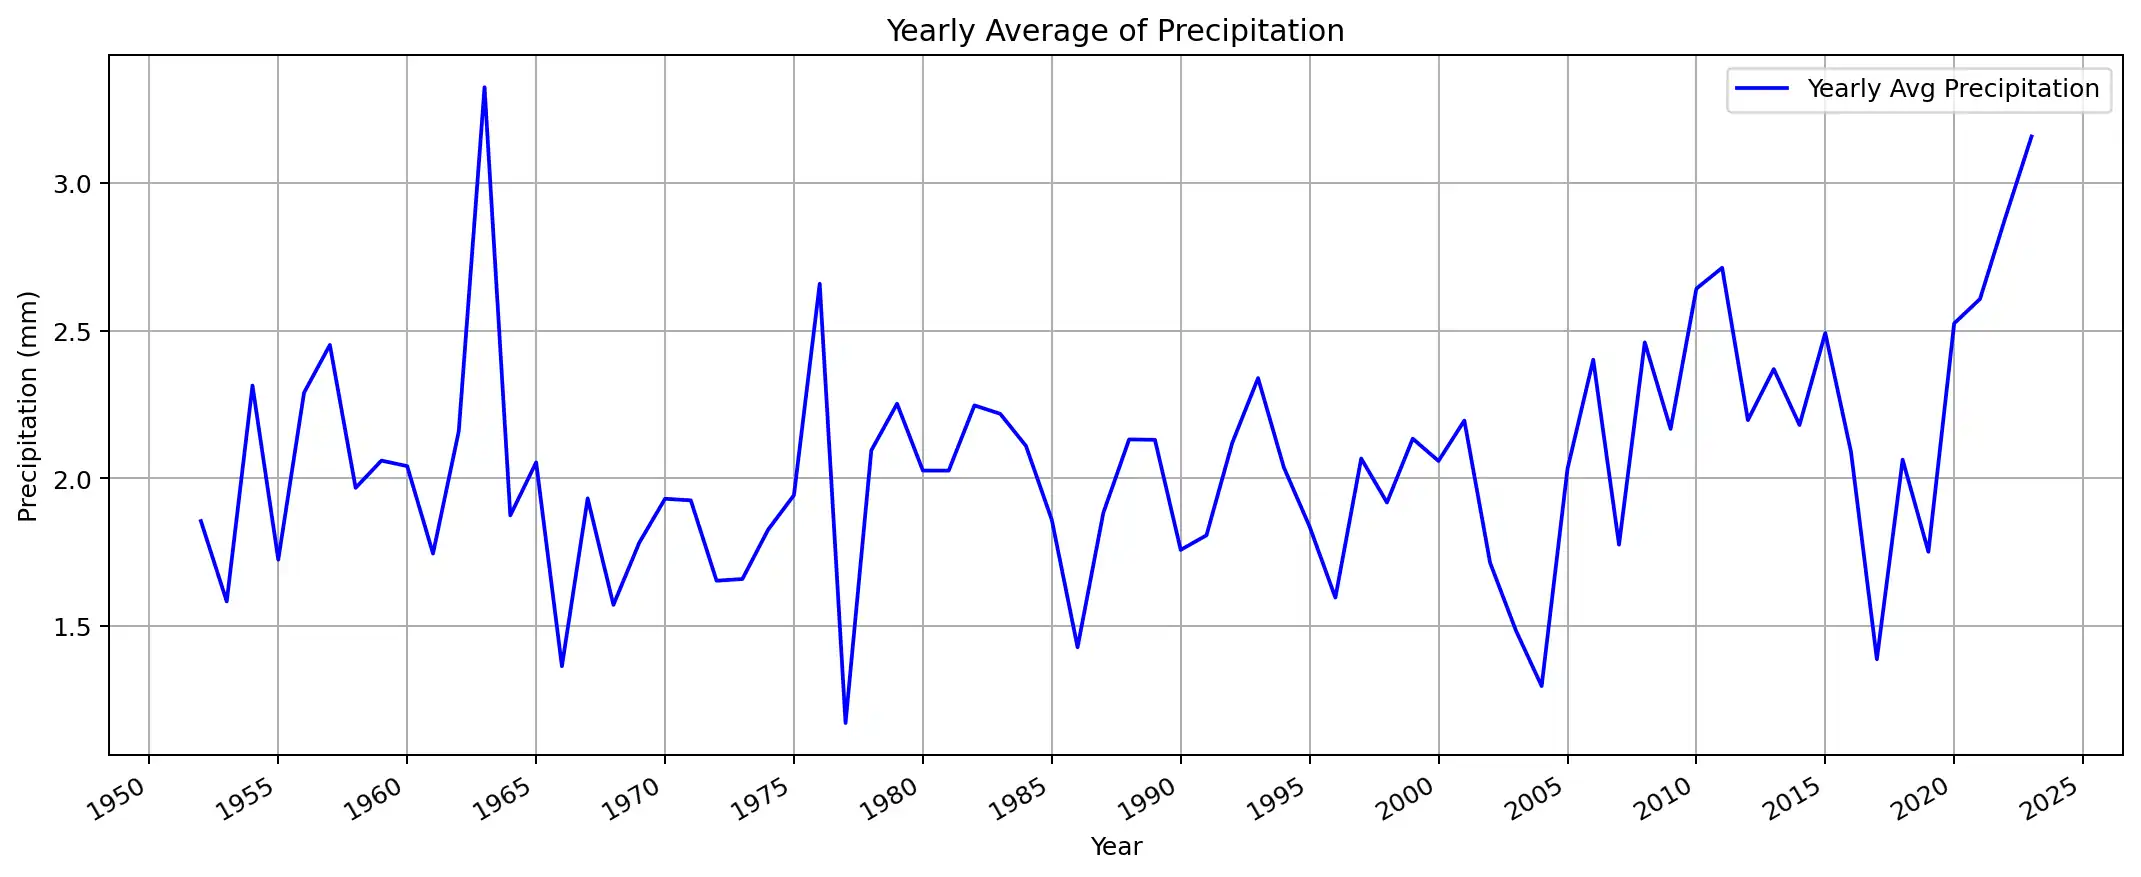 Yearly Average of Precipitation
Yearly Avg Precipitation
Precipitation (mm)
3.0
2.5
2.0
1.5
1950 1955 1960 1965 1970 1975 1980 1985 1990 1995 2000 2005 2010 2015 2020 2025
Year